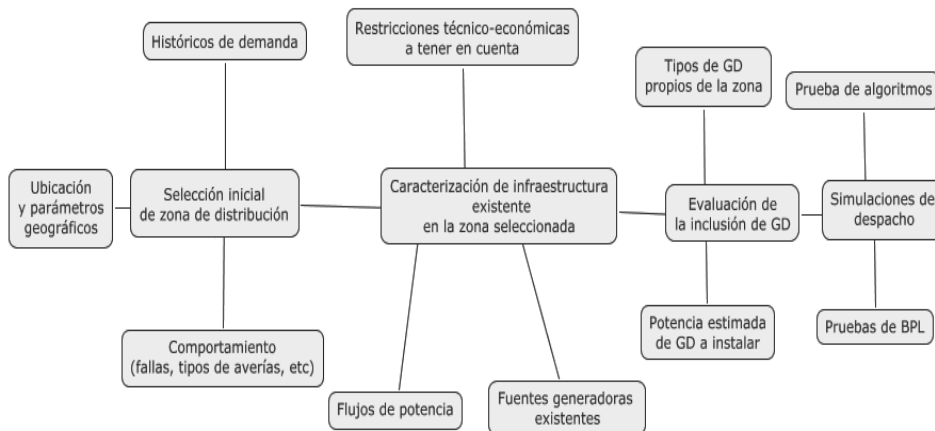 Históricos de demanda
Restricciones técnico-económicas
a tener en cuenta
Tipos de GD
propios de la zona
Prueba de algoritmos
Ubicación
y parámetros
geográficos
Selección inicial
de zona de distribución
Caracterización de infraestructura
existente
en la zona seleccionada
Evaluación de
la inclusión de GD
Simulaciones de
despacho
Comportamiento
(fallas, tipos de averías, etc)
Flujos de potencia
Fuentes generadoras
existentes
Potencia estimada
de GD a instalar
Pruebas de BPL